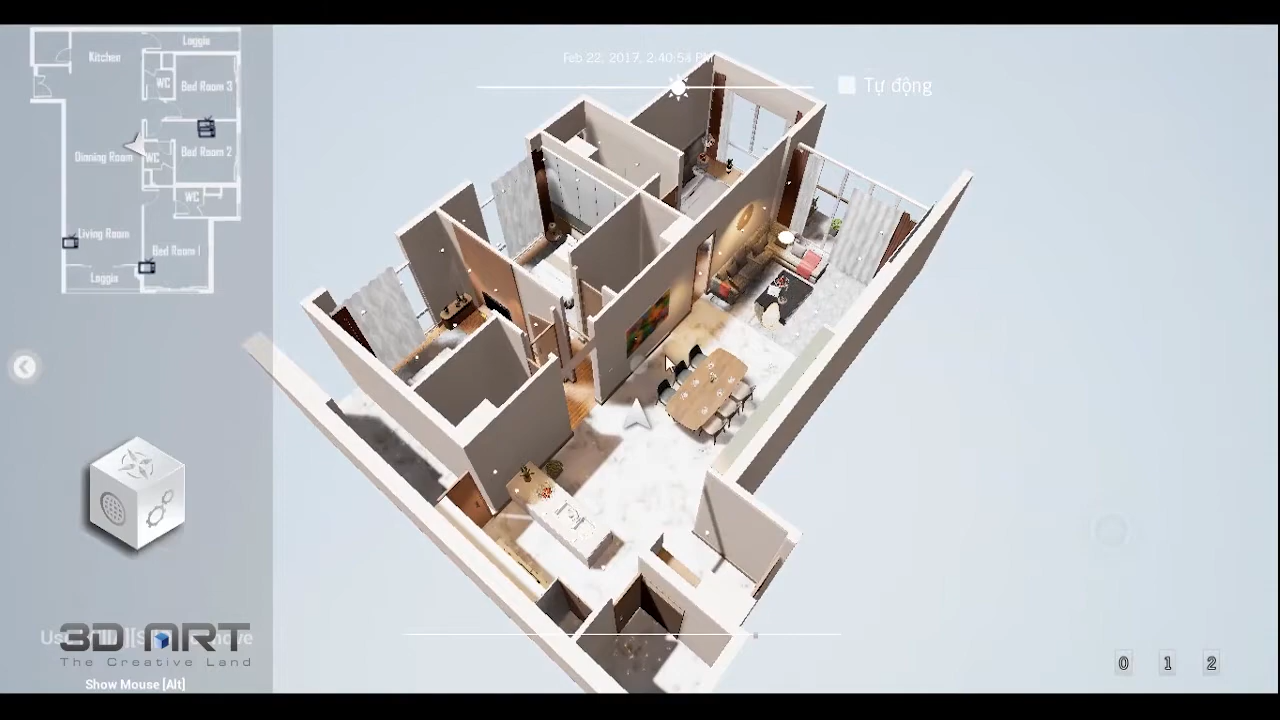 Loggia
Kitchen
WC
Bed Room 3
Dinning Room
WC
Bed Room 2
WC
Living Room
Bed Room 1
Loggia
Feb 22, 2017, 2:40:54 PM
Tự động
3D ART
The Creative Land
Show Mouse [Alt]
0 1 2